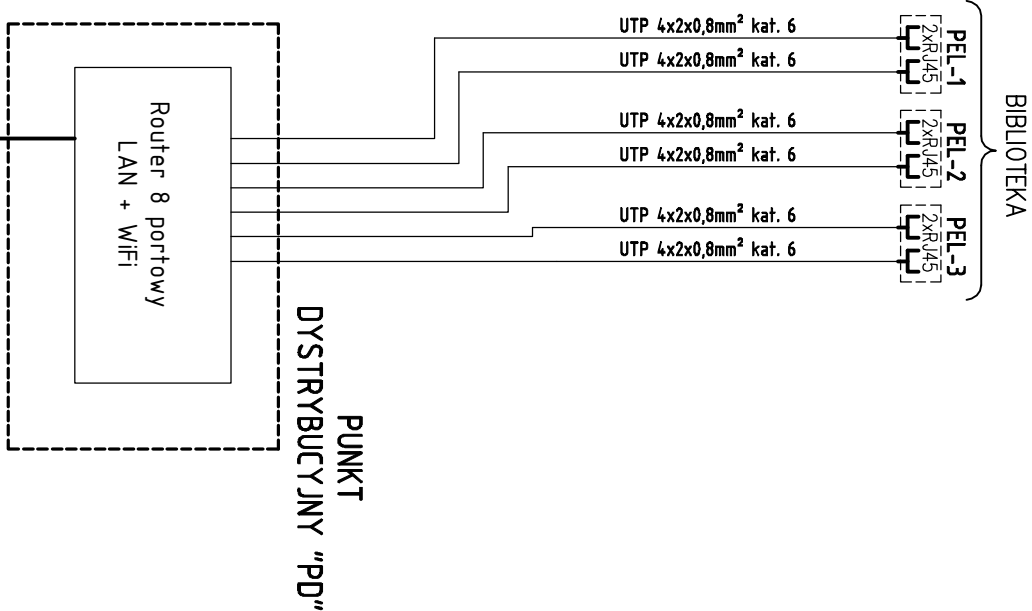 BIBLIOTEKA
PEL-1
2xRJ45
UTP 4x2x0,8mm² kat. 6
UTP 4x2x0,8mm² kat. 6
PEL-2
2xRJ45
UTP 4x2x0,8mm² kat. 6
UTP 4x2x0,8mm² kat. 6
PEL-3
2xRJ45
UTP 4x2x0,8mm² kat. 6
UTP 4x2x0,8mm² kat. 6
Router 8 portowy
LAN + WiFi
PUNKT
DYSTRYBUCYJNY "PD"